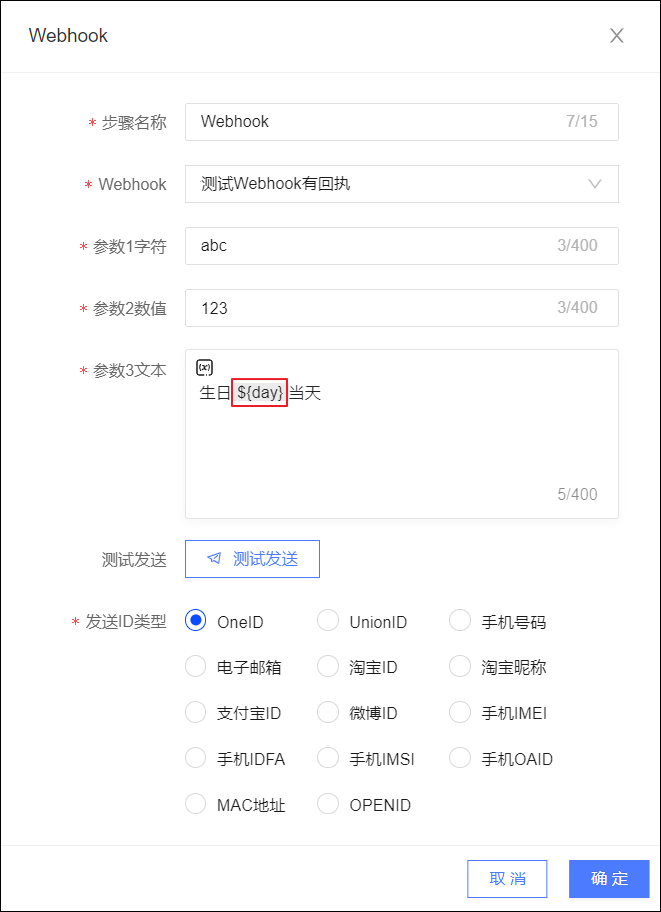 Webhook
* 步骤名称 Webhook 7/15
* Webhook 测试Webhook有回执
* 参数1字符 abc 3/400
* 参数2数值 123 3/400
* 参数3文本 (x)
生日 ${day} 当天
5/400
测试发送 测试发送
* 发送ID类型 OneID UnionID 手机号码
电子邮箱 淘宝ID 淘宝昵称
支付宝ID 微博ID 手机IMEI
手机IDFA 手机IMSI 手机OAID
MAC地址 OPENID
取消 确定